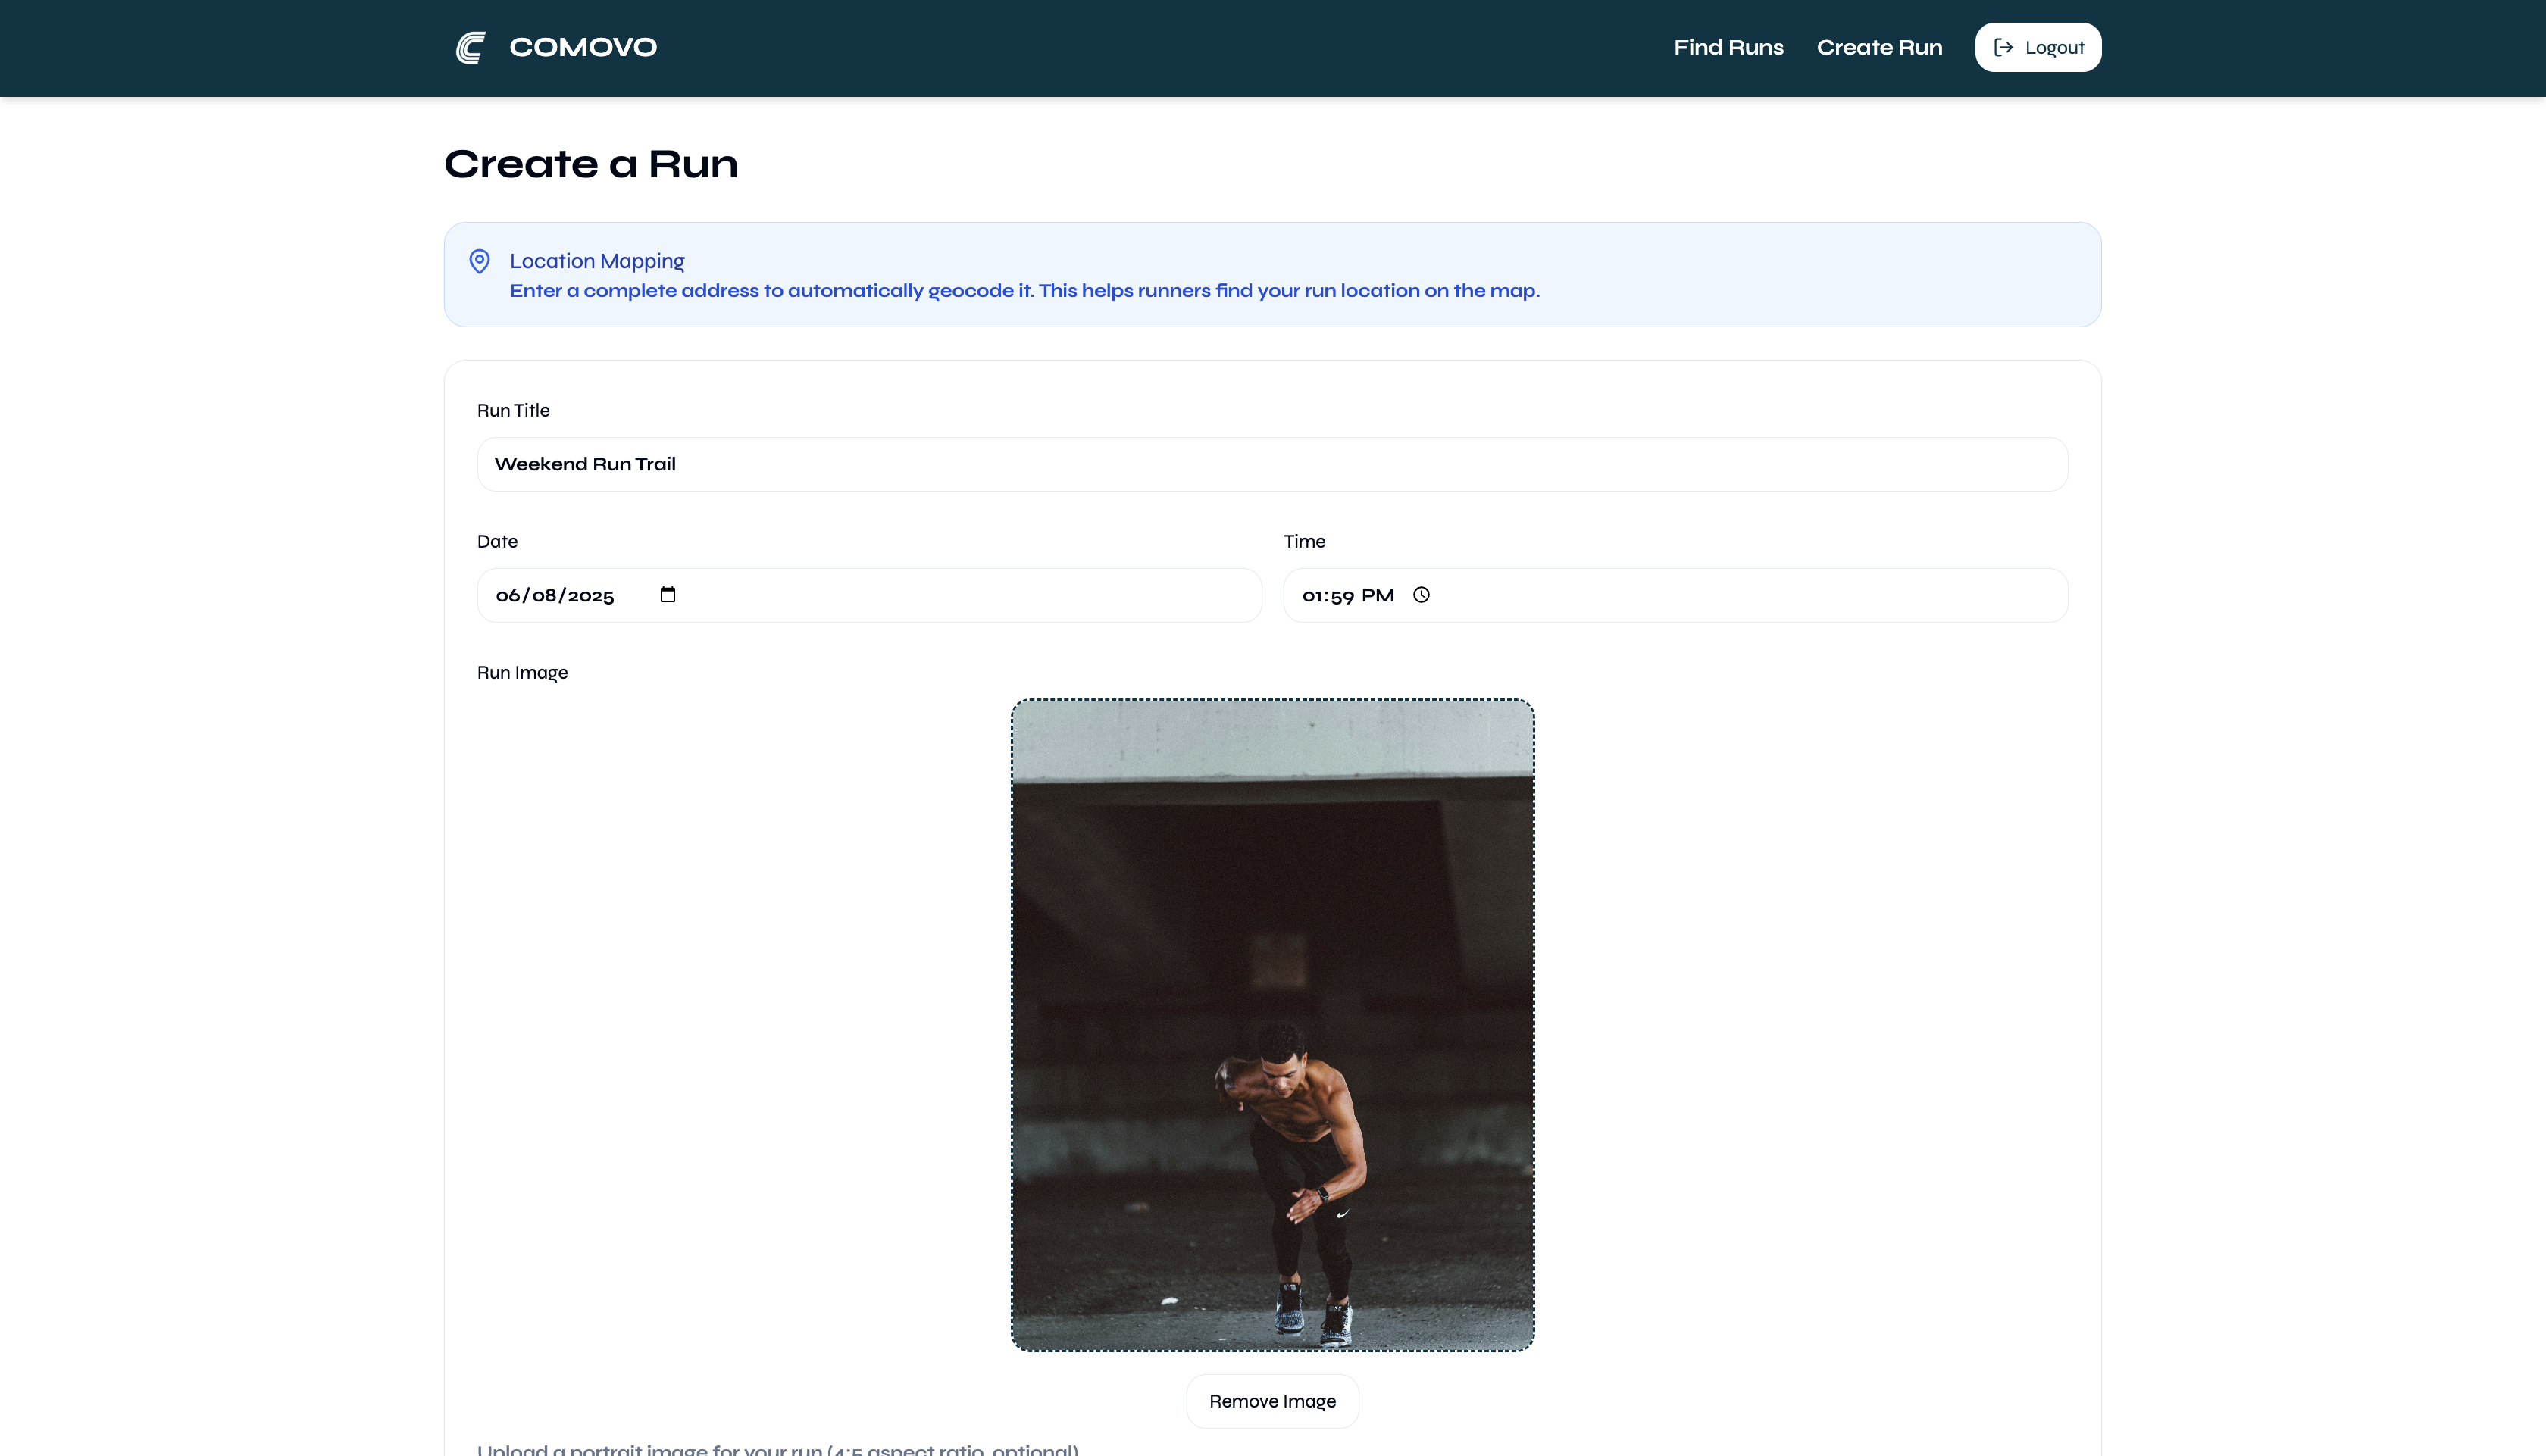 COMOVO
Find Runs
Create Run
Logout
Create a Run
Location Mapping
Enter a complete address to automatically geocode it. This helps runners find your run location on the map.
Run Title
Weekend Run Trail
Date
Time
06/08/2025
01:59 PM
Run Image
Remove Image
Upload a portrait image for your run (4:5 aspect ratio, optional)